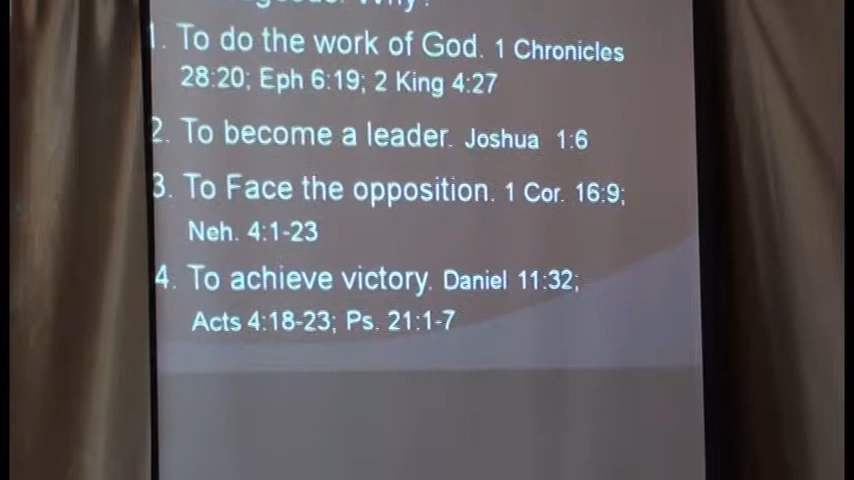 Why?
1. To do the work of God. 1 Chronicles
28:20; Eph 6:19; 2 King 4:27
2. To become a leader. Joshua 1:6
3. To Face the opposition. 1 Cor. 16:9;
Neh. 4:1-23
4. To achieve victory. Daniel 11:32;
Acts 4:18-23; Ps. 21:1-7